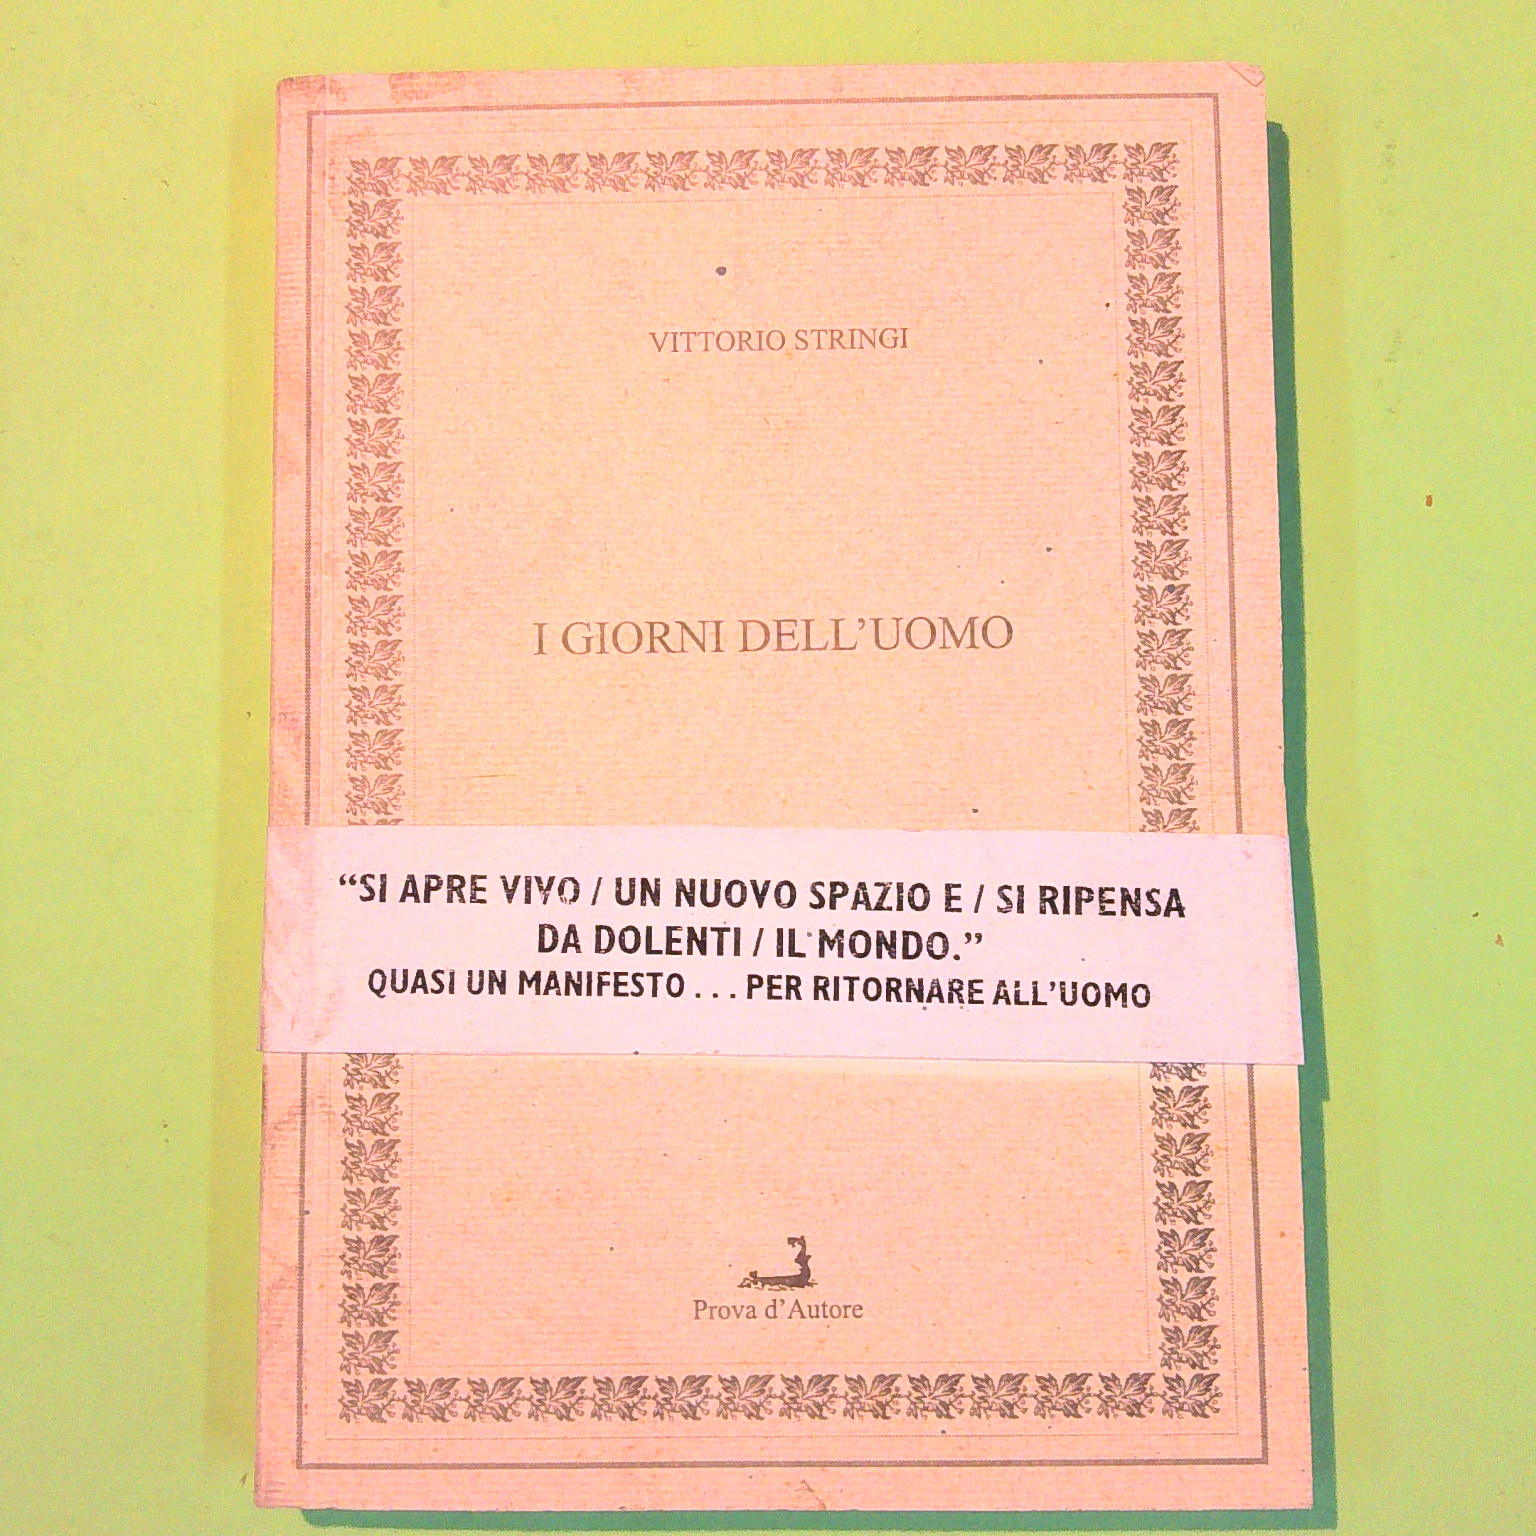 VITTORIO STRINGI
I GIORNI DELL’UOMO
“SI APRE VIVO / UN NUOVO SPAZIO E / SI RIPENSA
DA DOLENTI / IL MONDO.”
QUASI UN MANIFESTO . . . PER RITORNARE ALL’UOMO
Prova d’Autore